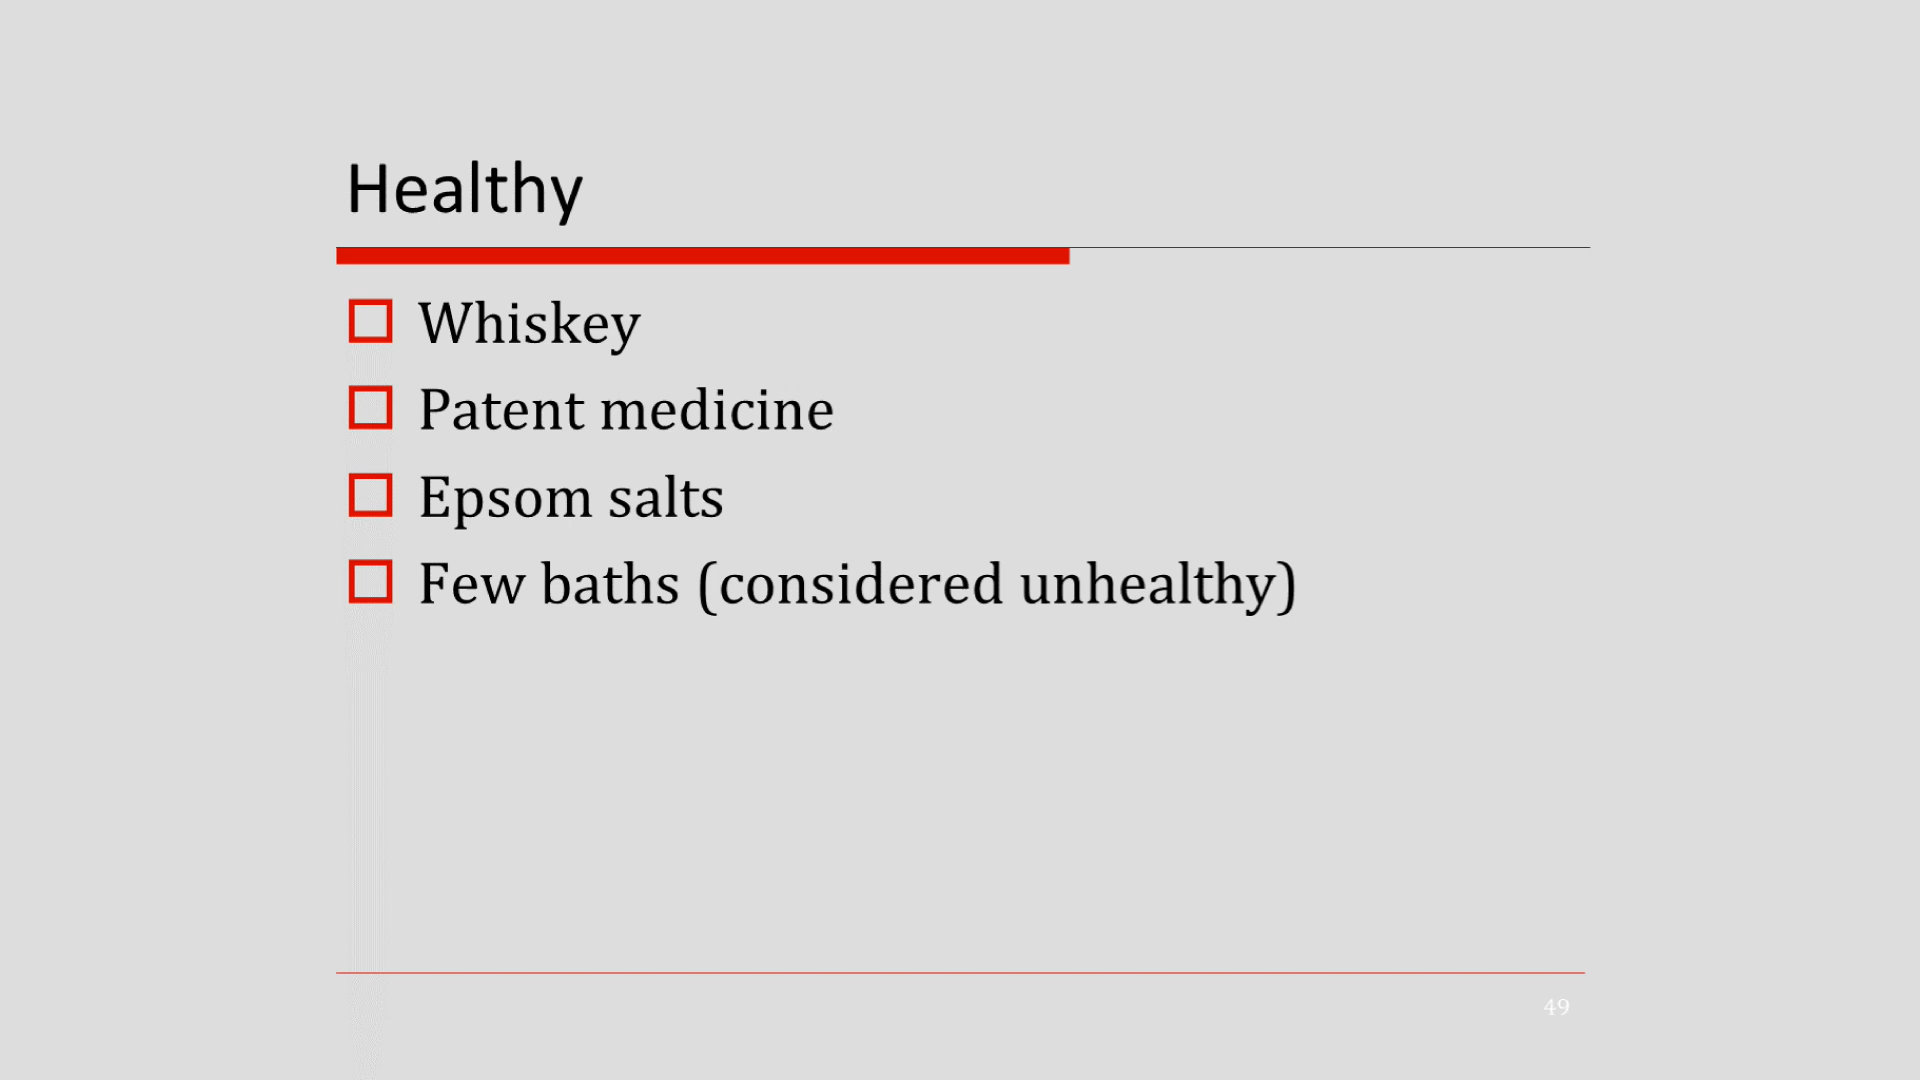 Healthy
Whiskey
Patent medicine
Epsom salts
Few baths (considered unhealthy)
49